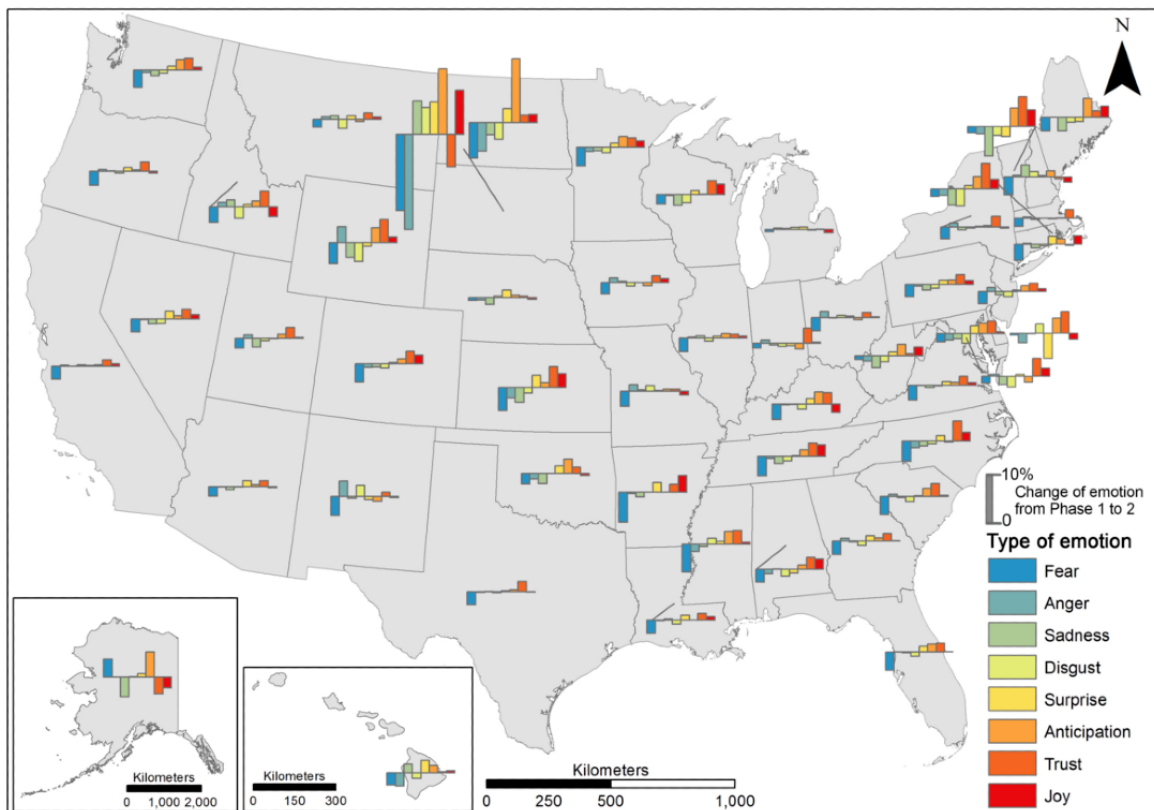 N
10%
Change of emotion
from Phase 1 to 2
0
Type of emotion
Fear
Anger
Sadness
Disgust
Surprise
Anticipation
Trust
Joy
Kilometers
0 1,000 2,000
Kilometers
0 150 300
Kilometers
0 250 500 1,000